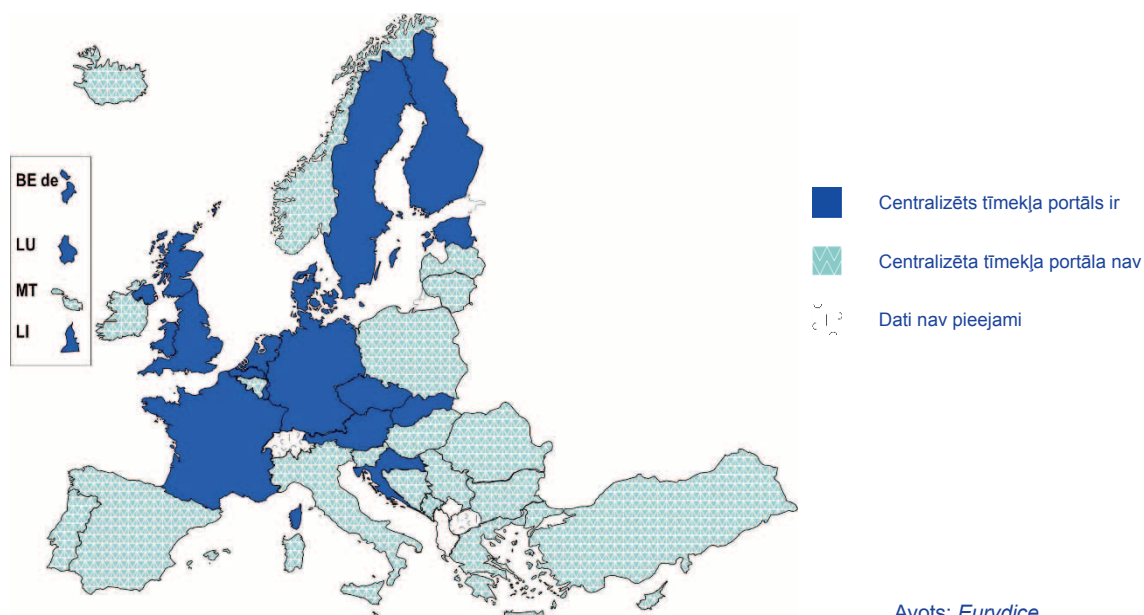 BE de
LU
MT
LI
Centralizēts tīmekļa portāls ir
Centralizēta tīmekļa portāla nav
Dati nav pieejami
Avots: Eurydice